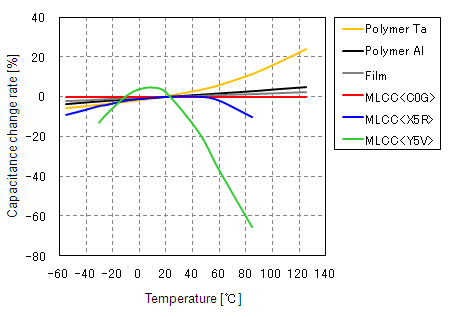 Capacitance change rate [%]
40
20
0
-20
-40
-60
-80
-60 -40 -20 0 20 40 60 80 100 120 140
Temperature [℃]
Polymer Ta
Polymer Al
Film
MLCC<C0G>
MLCC<X5R>
MLCC<Y5V>